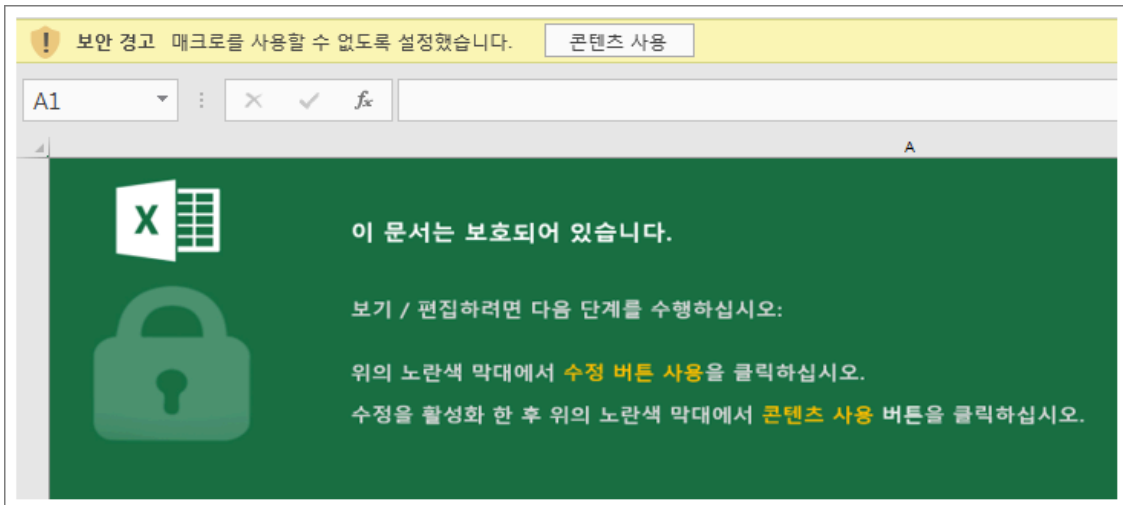 보안 경고 매크로를 사용할 수 없도록 설정했습니다. 콘텐츠 사용
A1 fx
A
X
이 문서는 보호되어 있습니다.
보기 / 편집하려면 다음 단계를 수행하십시오:
위의 노란색 막대에서 수정 버튼 사용을 클릭하십시오.
수정을 활성화 한 후 위의 노란색 막대에서 콘텐츠 사용 버튼을 클릭하십시오.